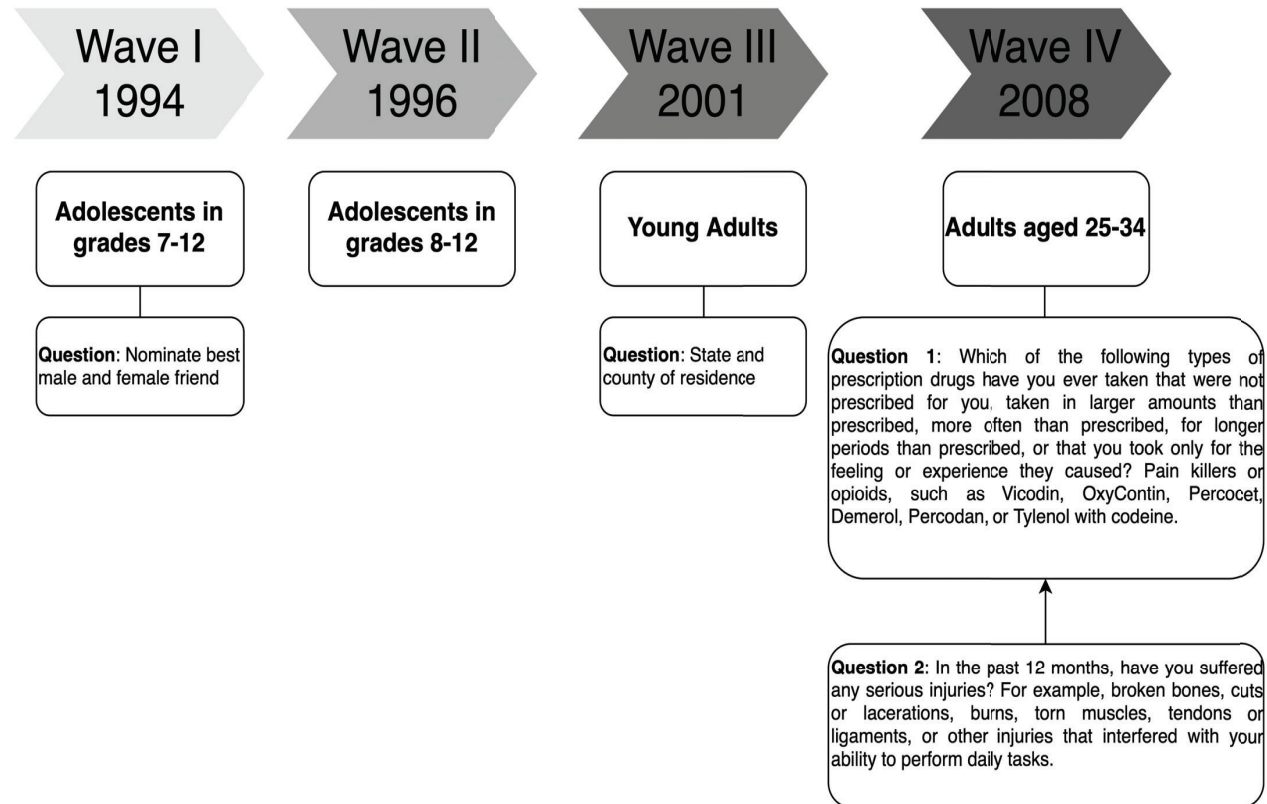 Wave I
1994
Wave II
1996
Wave III
2001
Wave IV
2008
Adolescents in
grades 7-12
Adolescents in
grades 8-12
Young Adults
Adults aged 25-34
Question: Nominate best
male and female friend
Question: State and
county of residence
Question 1: Which of the following types of
prescription drugs have you ever taken that were not
prescribed for you, taken in larger amounts than
prescribed, more often than prescribed, for longer
periods than prescribed, or that you took only for the
feeling or experience they caused? Pain killers or
opioids, such as Vicodin, OxyContin, Percocet,
Demerol, Percodan, or Tylenol with codeine.
Question 2: In the past 12 months, have you suffered
any serious injuries? For example, broken bones, cuts
or lacerations, burns, torn muscles, tendons or
ligaments, or other injuries that interfered with your
ability to perform daily tasks.